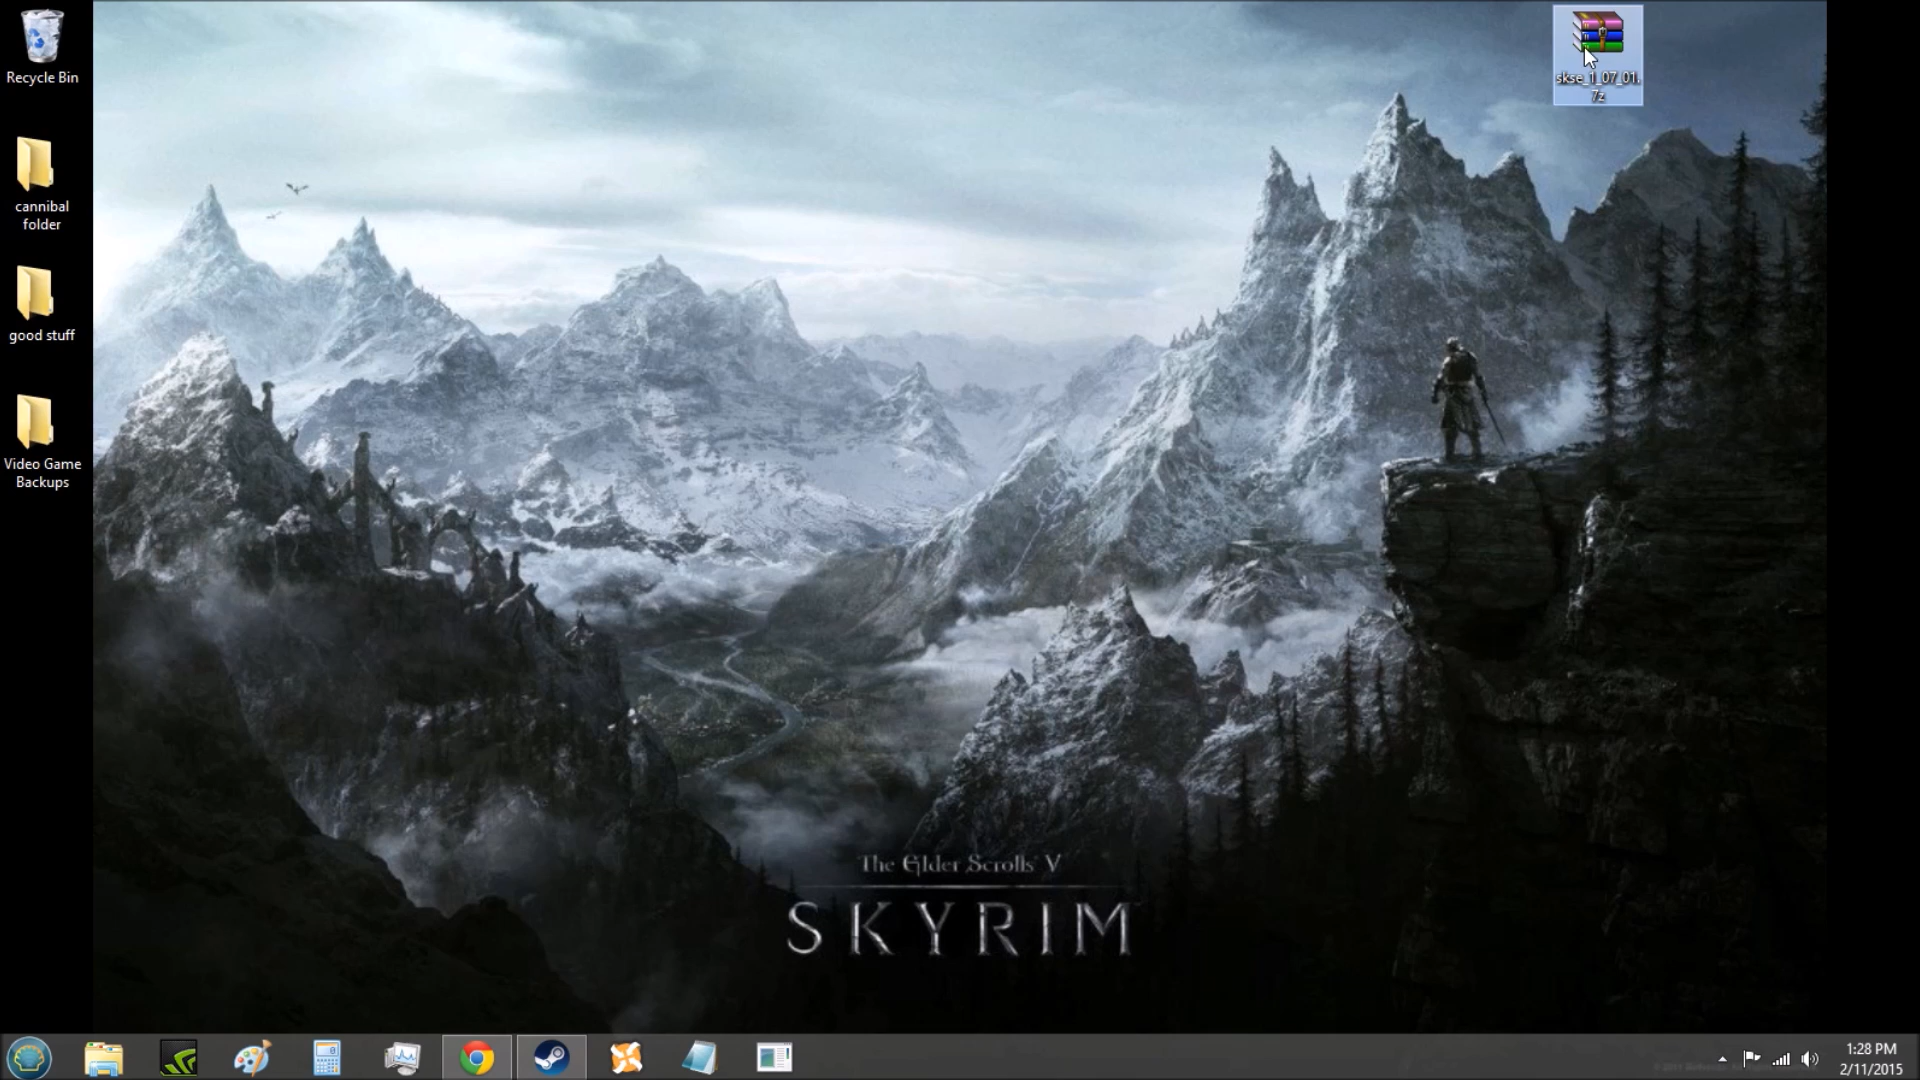 Recycle Bin
cannibal
folder
good stuff
Video Game
Backups
skse_1_07_01.
7z
The Elder Scrolls V
SKYRIM
1:28 PM
2/11/2015